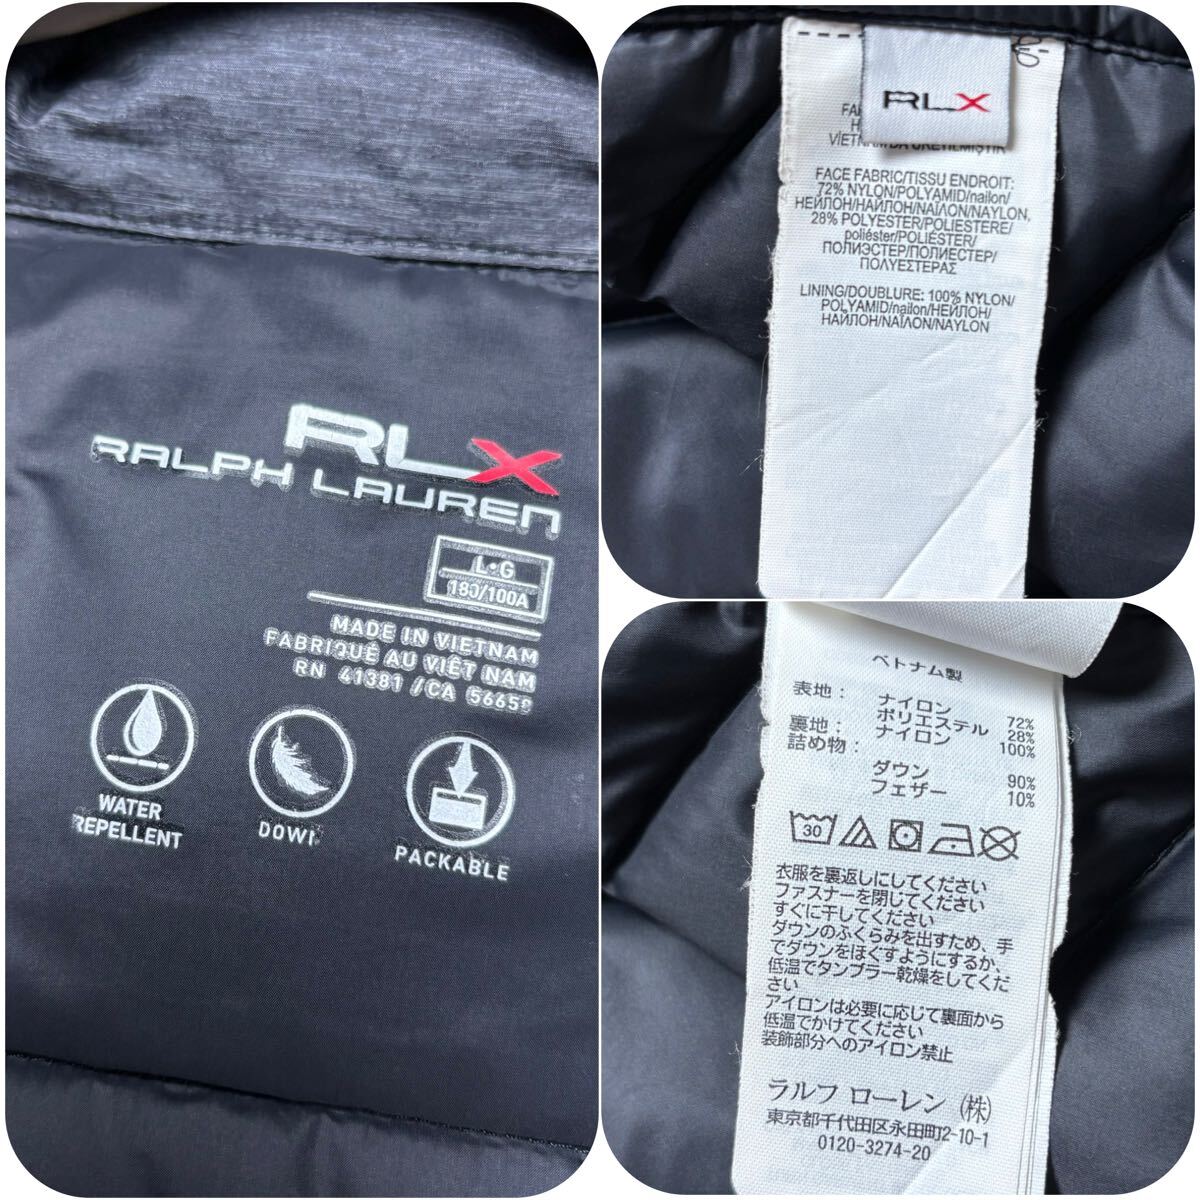 RLX
RALPH LAUREN
L•G
180/100A
MADE IN VIETNAM
FABRIQUÉ AU VIÊT NAM
RN 41381 /CA 56658
WATER
REPELLENT
DOWN
PACKABLE
RLX
VİETNAM'DA ÜRETİLMİŞTİR
FACE FABRIC/TISSU ENDROIT:
72% NYLON/POLYAMID/nailon/
НЕЙЛОН/НАЙЛОН/ΝΑΪΛΟΝ/NAYLON,
28% POLYESTER/POLIESTERE/
poliéster/POLIÉSTER/
ПОЛИЭСТЕР/ПОЛИЕСТЕР/
ΠΟΛΥΕΣΤΕΡΑΣ
LINING/DOUBLURE: 100% NYLON/
POLYAMID/nailon/НЕЙЛОН/
НАЙЛОН/ΝΑΪΛΟΝ/NAYLON
ベトナム製
表地: ナイロン 72%
ポリエステル 28%
裏地: ナイロン 100%
詰め物:
ダウン 90%
フェザー 10%
30
衣服を裏返しにしてください
ファスナーを閉じてください
すぐに干してください
ダウンのふくらみを出すため、手
でダウンをほぐすようにするか、
低温でタンブラー乾燥をしてくだ
さい
アイロンは必要に応じて裏面から
低温でかけてください
装飾部分へのアイロン禁止
ラルフ ローレン (株)
東京都千代田区永田町2-10-1
0120-3274-20